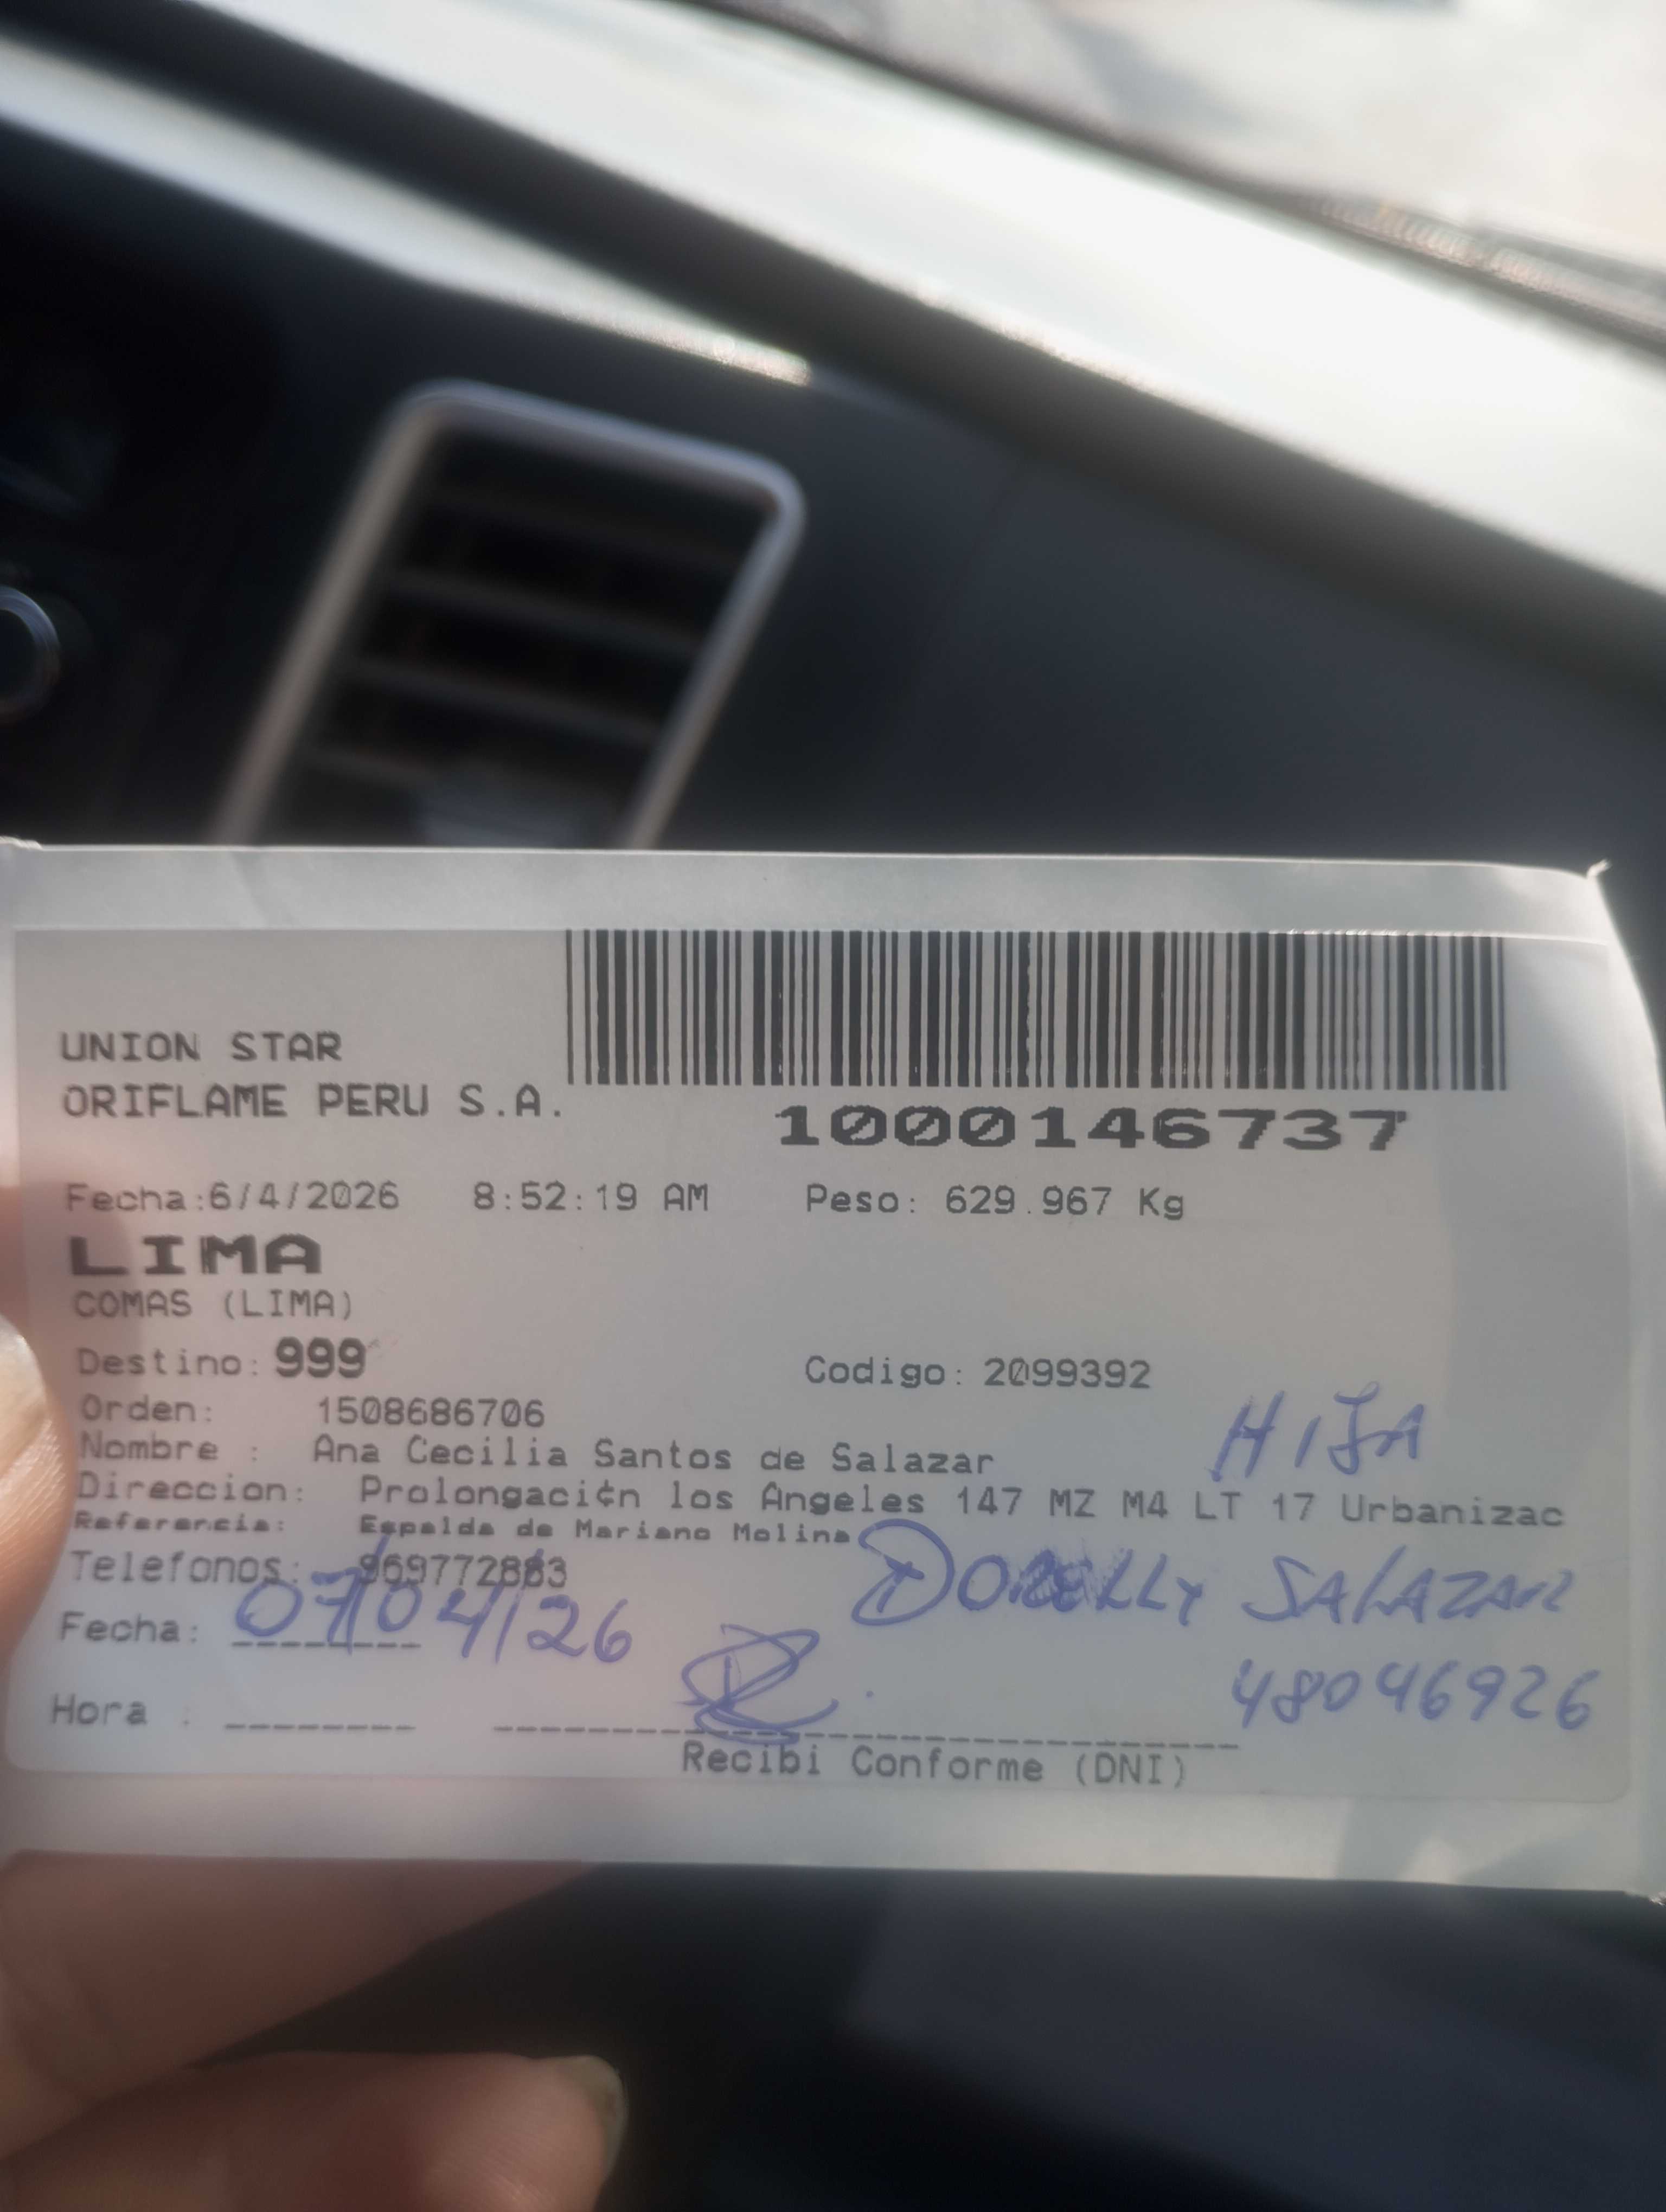 UNION STAR
ORIFLAME PERU S.A.
1000146737
Fecha:6/4/2026 8:52:19 AM Peso: 629.967 Kg
LIMA
COMAS (LIMA)
Destino: 999 Codigo: 2099392
Orden: 1508686706
HIJA
Nombre : Ana Cecilia Santos de Salazar
Direccion: Prolongaci¢n los Angeles 147 MZ M4 LT 17 Urbanizac
Referencia: Espalda de Mariano Molina
Telefonos: 969772883
SALAZAR
Fecha: 07/04/26
48046926
Hora :
Recibi Conforme (DNI)